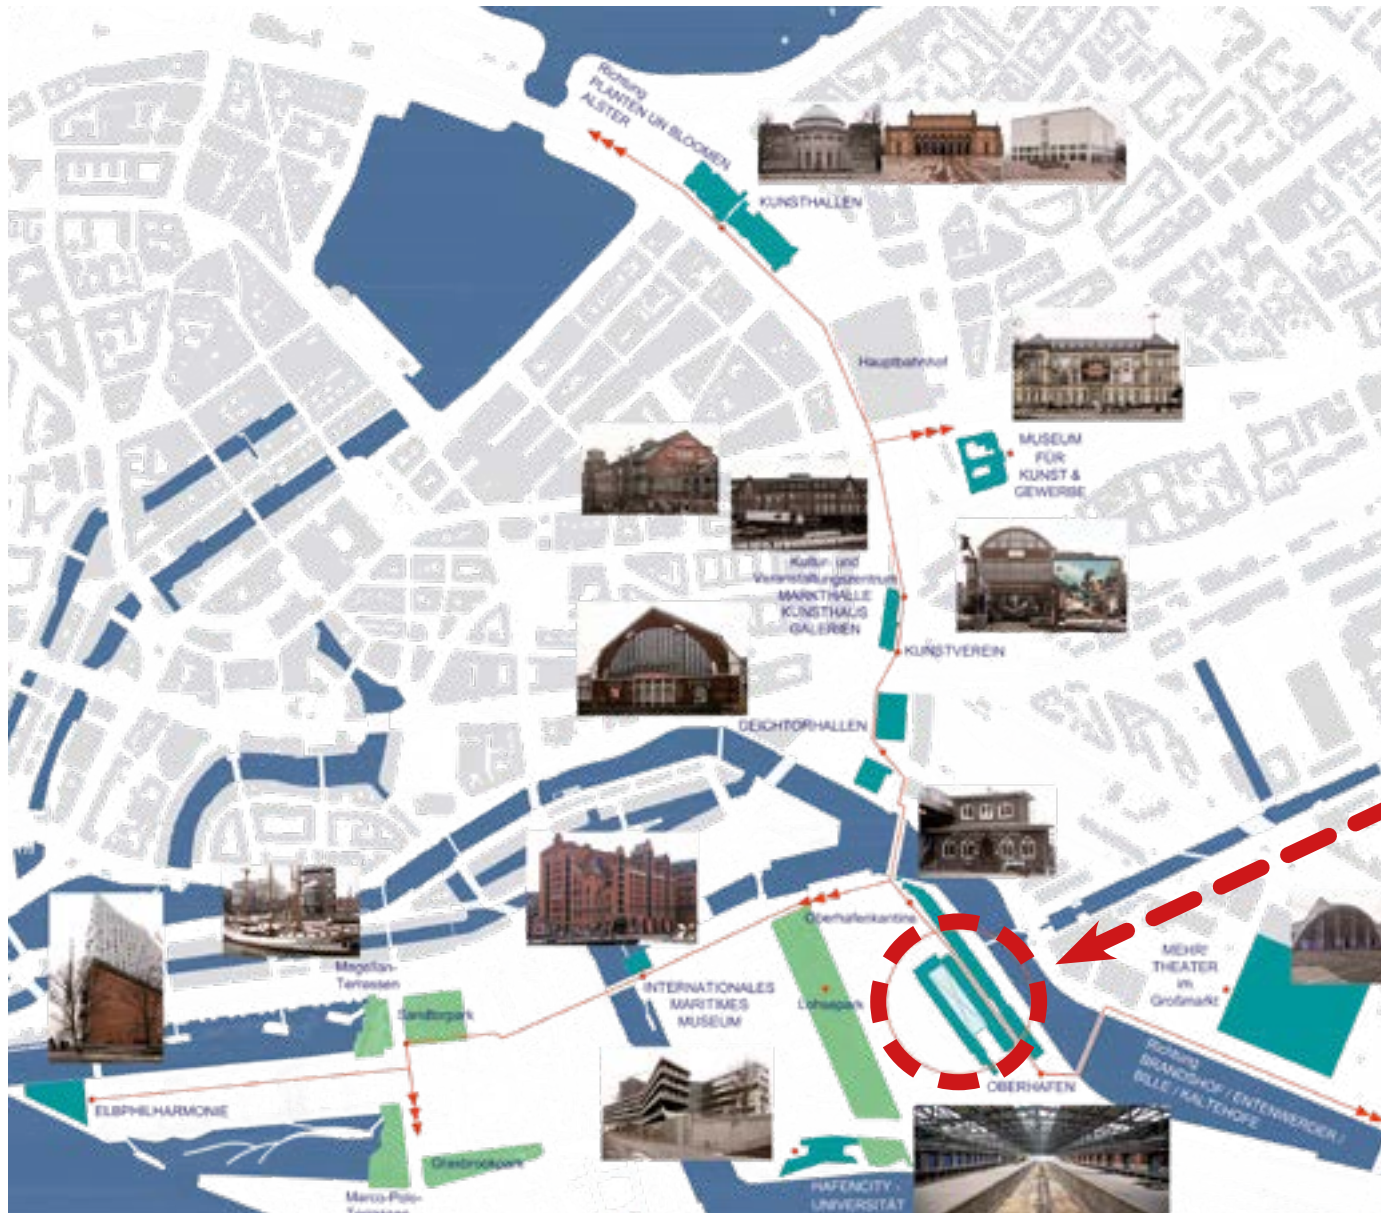 Richtung
PLANTEN UN BLOOMEN
ALSTER
KUNSTHALLEN
Hauptbahnhof
MUSEUM
FÜR
KUNST &
GEWERBE
Kultur- und
Veranstaltungszentrum
MARKTHALLE
KUNSTHAUS
GALERIEN
KUNSTVEREIN
DEICHTORHALLEN
Oberhafenkantine
MEHR!
THEATER
im
Großmarkt
Magellan-
Terrassen
Sandtorpark
INTERNATIONALES
MARITIMES
MUSEUM
Lohsepark
OBERHAFEN
Richtung
BRANDSHOF / ENTENWERDER /
BILLE / KALTEHOFE
ELBPHILHARMONIE
Grasbrookpark
Marco-Polo-
Terrassen
HAFENCITY -
UNIVERSITÄT